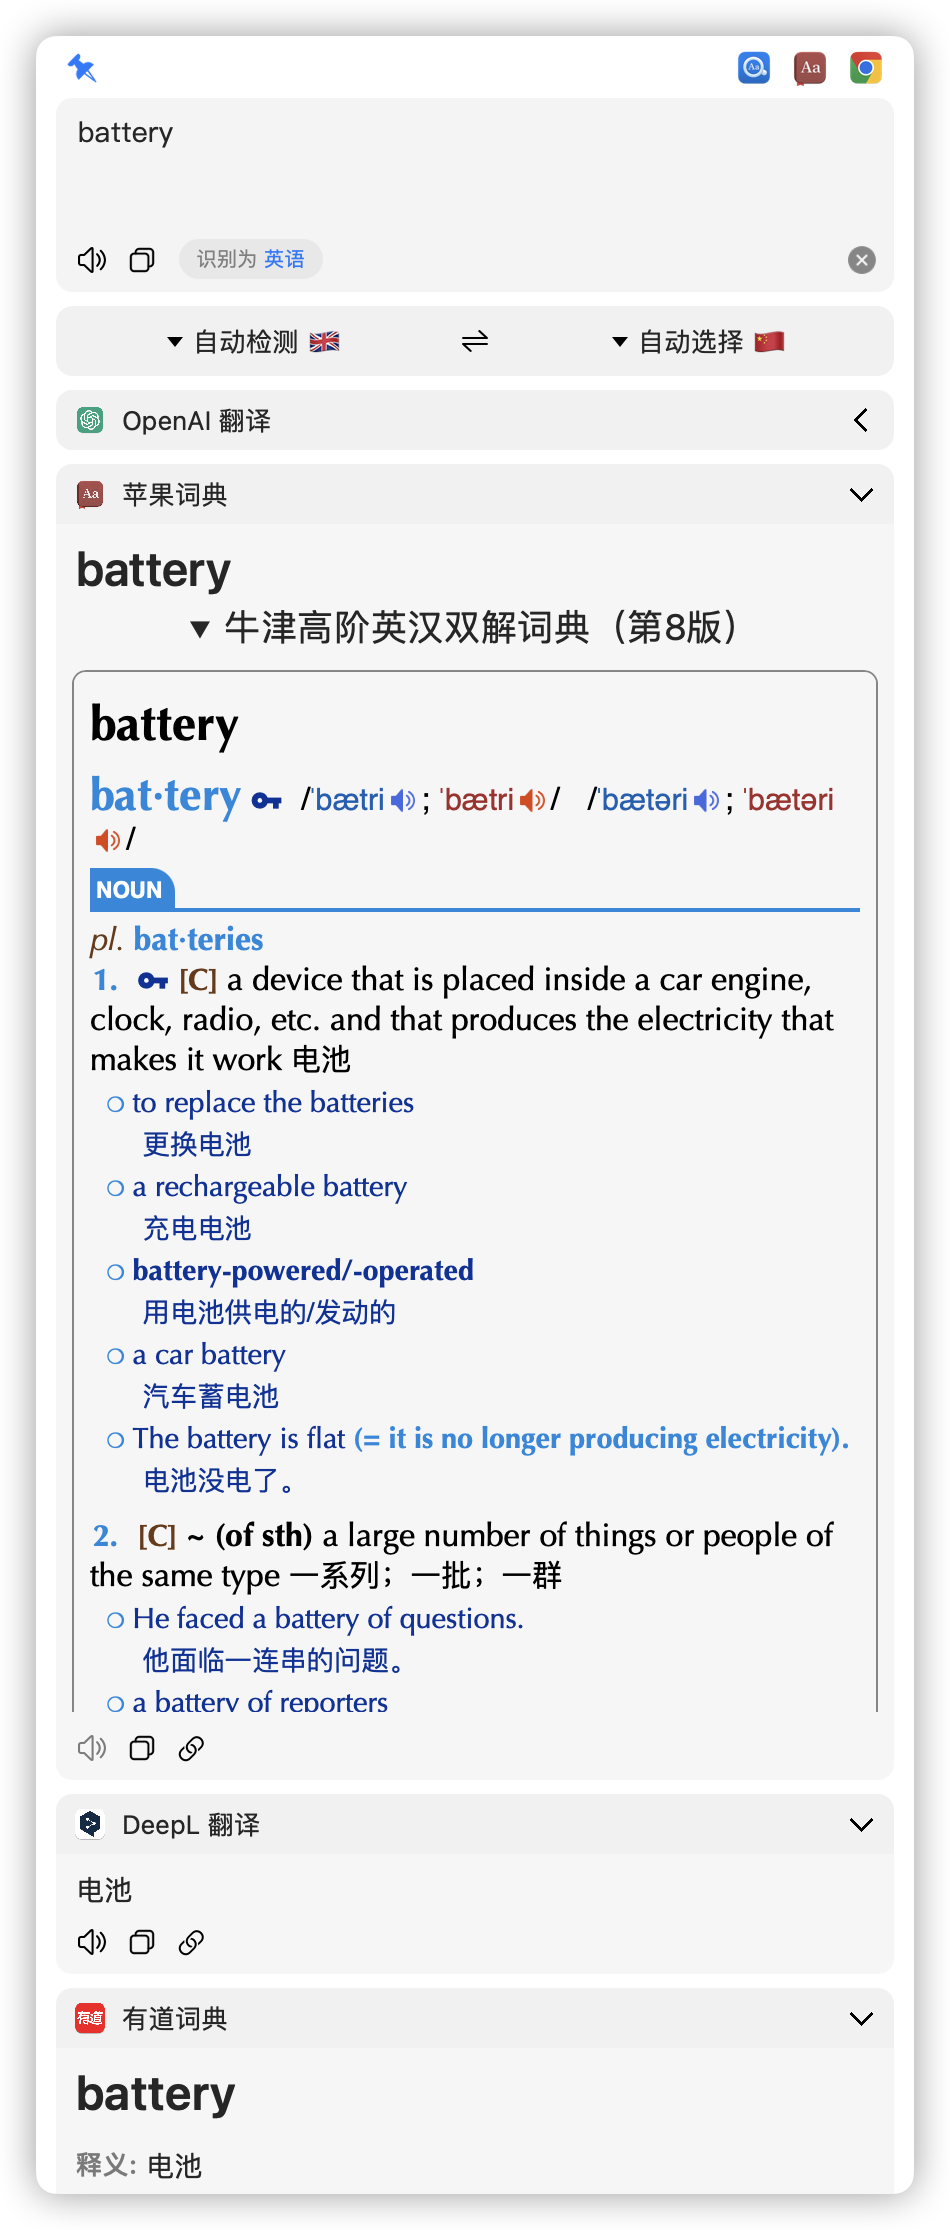 Aa
Aa
battery
识别为 英语
自动检测
自动选择
OpenAI 翻译
Aa
苹果词典
battery
▼ 牛津高阶英汉双解词典（第8版）
battery
bat·tery /ˈbætri ; ˈbætri / /ˈbætəri ; ˈbætəri
/
NOUN
pl. bat·teries
1. [C] a device that is placed inside a car engine,
clock, radio, etc. and that produces the electricity that
makes it work 电池
to replace the batteries
更换电池
a rechargeable battery
充电电池
battery-powered/-operated
用电池供电的/发动的
a car battery
汽车蓄电池
The battery is flat (= it is no longer producing electricity).
电池没电了。
2. [C] ~ (of sth) a large number of things or people of
the same type 一系列；一批；一群
He faced a battery of questions.
他面临一连串的问题。
a battery of reporters
DeepL 翻译
电池
有道
有道词典
battery
释义: 电池